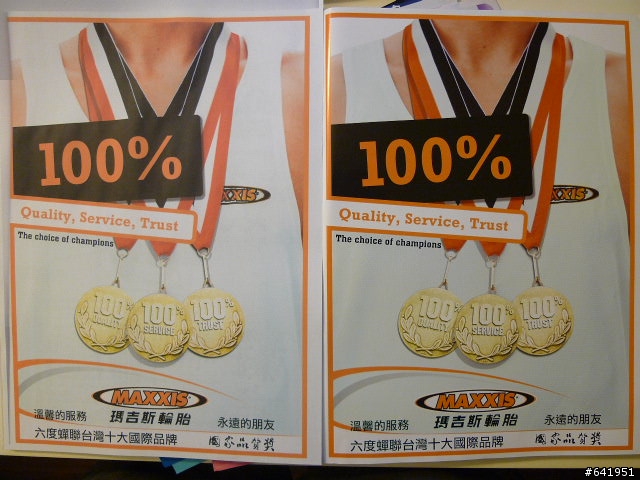 100%
Quality, Service, Trust
The choice of champions
AXXIS
100%
QUALITY
100%
SERVICE
100%
TRUST
MAXXIS
溫馨的服務
瑪吉斯輪胎
永遠的朋友
六度蟬聯台灣十大國際品牌
國家品質獎
100%
Quality, Service, Trust
The choice of champions
AXXIS
100%
QUALITY
100%
SERVICE
100%
TRUST
MAXXIS
溫馨的服務
瑪吉斯輪胎
永遠的朋友
六度蟬聯台灣十大國際品牌
國家品質獎
#641951